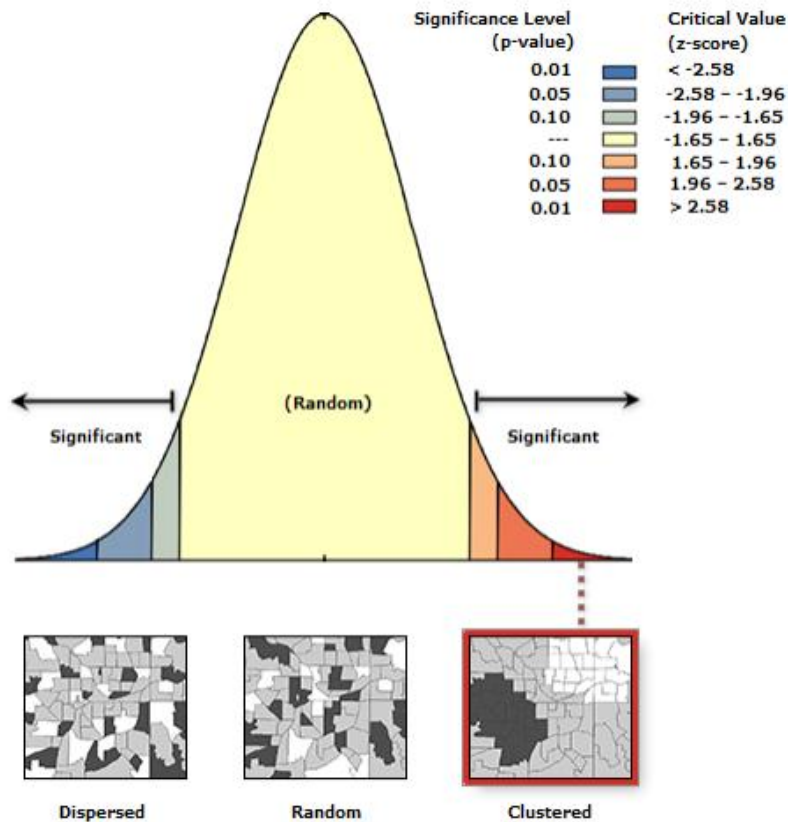 Significance Level Critical Value
(p-value) (z-score)
0.01 < -2.58
0.05 -2.58 – -1.96
0.10 -1.96 – -1.65
--- -1.65 – 1.65
0.10 1.65 – 1.96
0.05 1.96 – 2.58
0.01 > 2.58
(Random)
Significant Significant
Dispersed Random Clustered